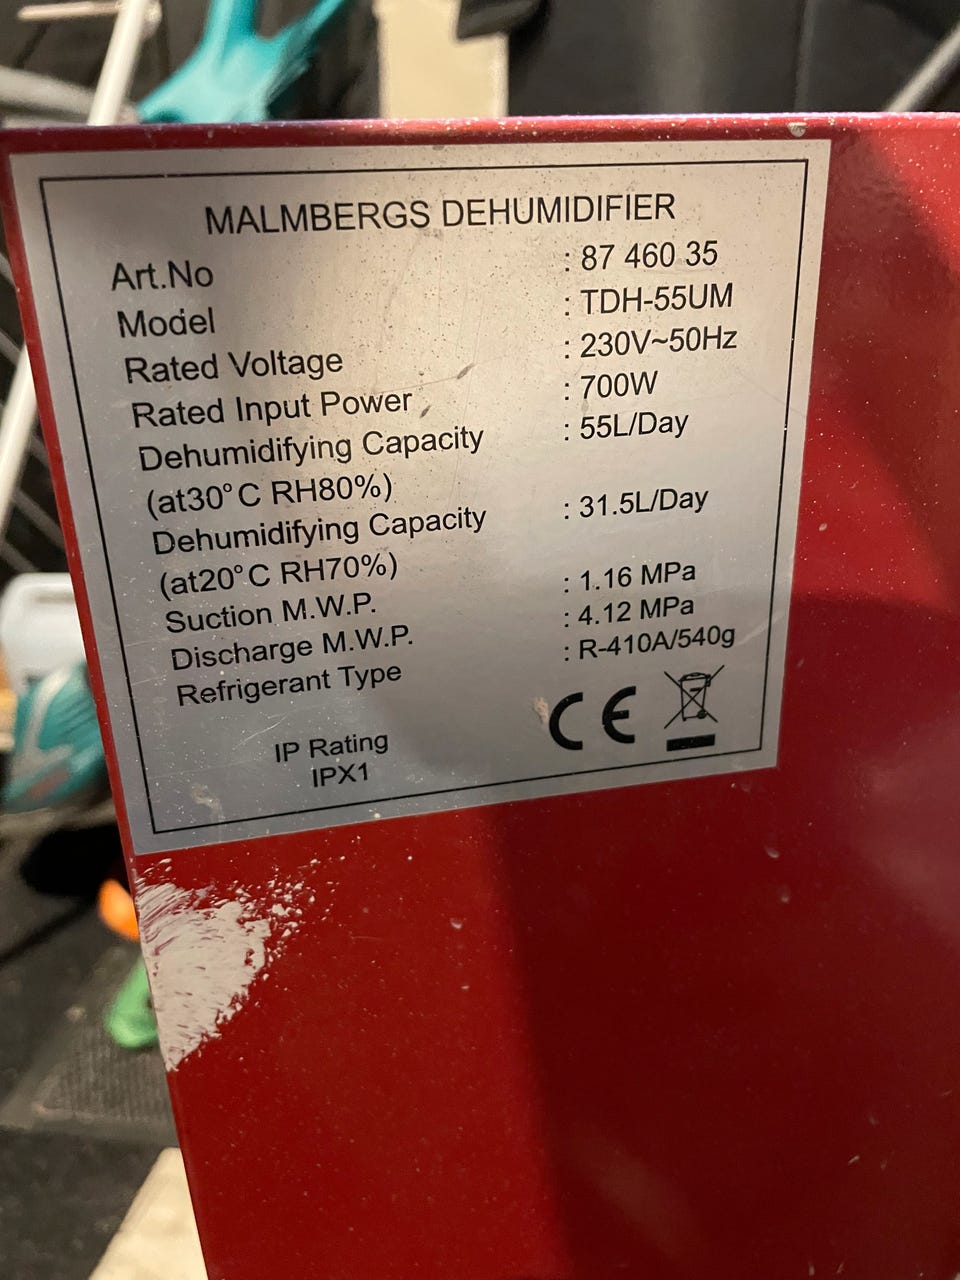 MALMBERGS DEHUMIDIFIER
Art.No : 87 460 35
Model : TDH-55UM
Rated Voltage : 230V~50Hz
Rated Input Power : 700W
Dehumidifying Capacity : 55L/Day
(at30°C RH80%)
Dehumidifying Capacity : 31.5L/Day
(at20°C RH70%)
Suction M.W.P. : 1.16 MPa
Discharge M.W.P. : 4.12 MPa
Refrigerant Type : R-410A/540g
IP Rating
IPX1
CE